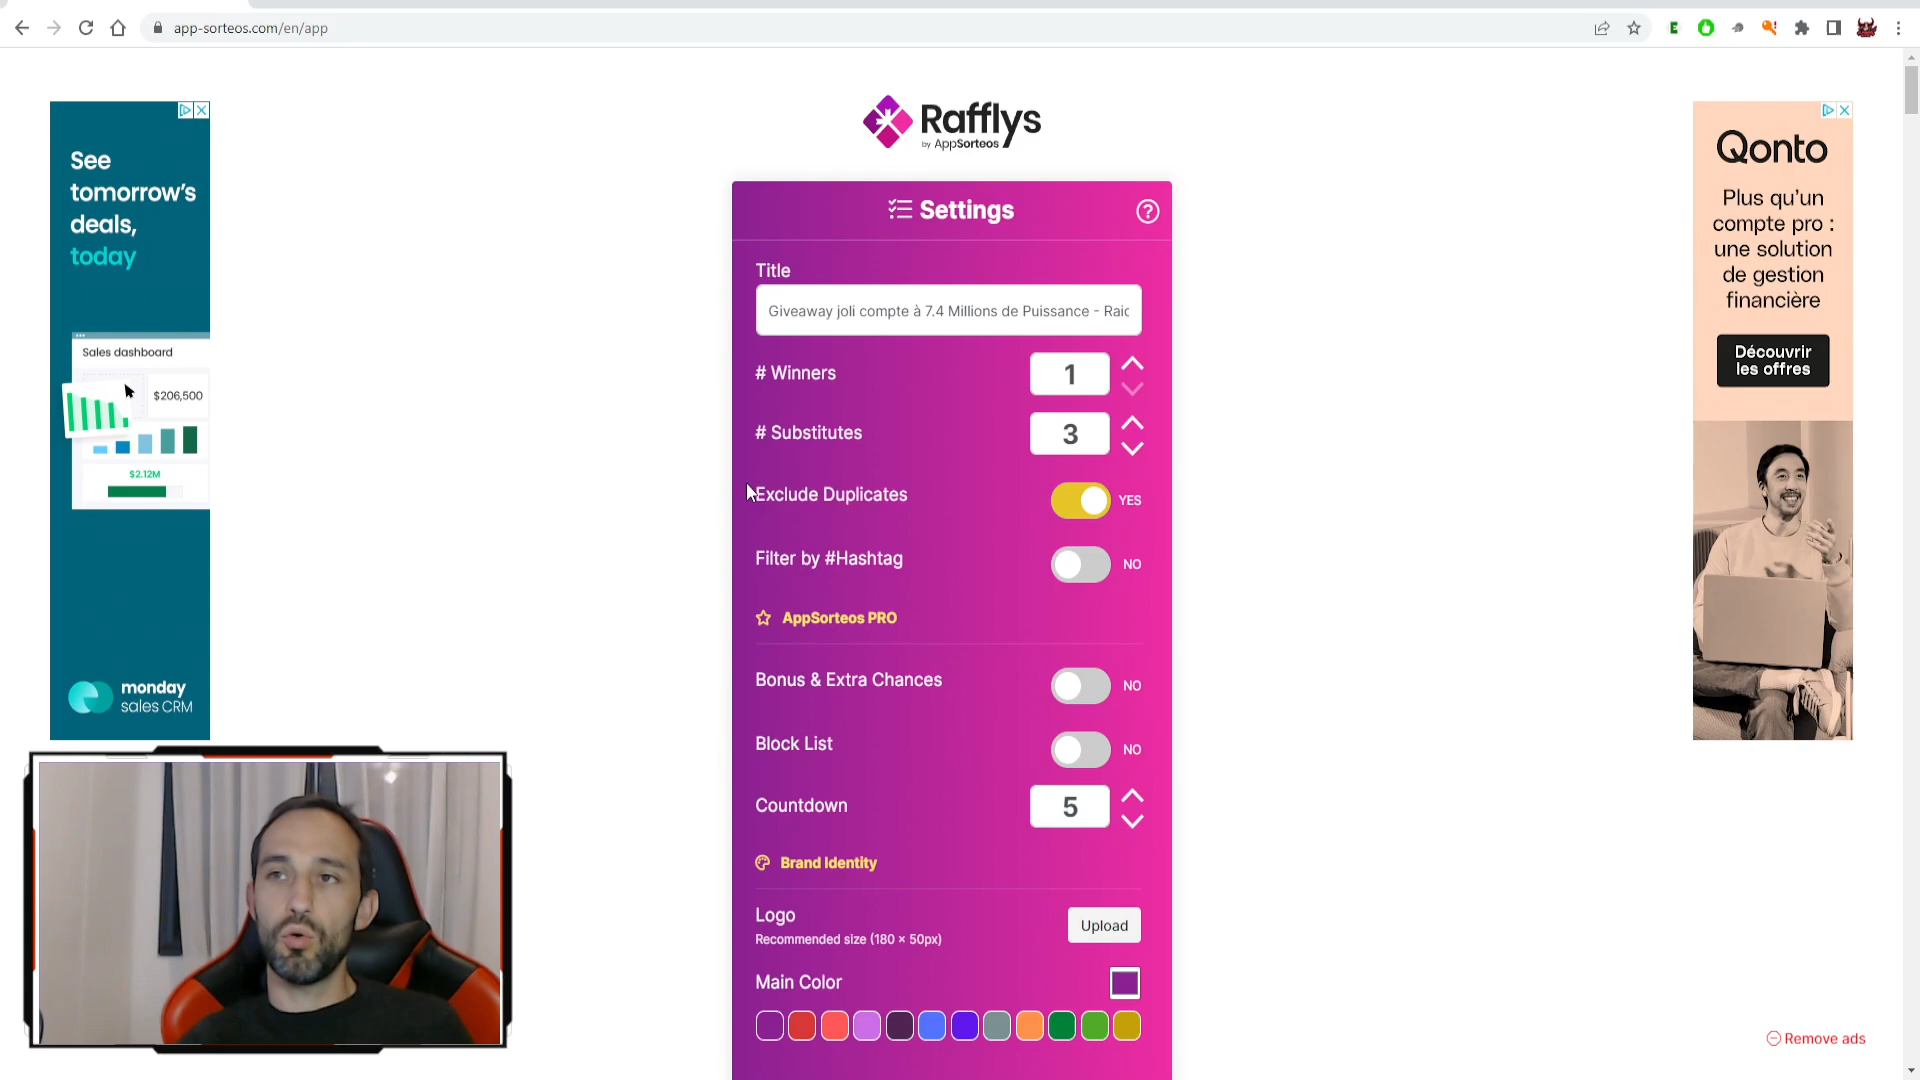 app-sorteos.com/en/app
See
tomorrow's
deals,
today
Sales dashboard
$206,500
$2.12M
monday
sales CRM
Rafflys
by AppSorteos
Settings
?
Title
Giveaway joli compte à 7.4 Millions de Puissance - Raid
# Winners
1
# Substitutes
3
Exclude Duplicates
YES
Filter by #Hashtag
NO
AppSorteos PRO
Bonus & Extra Chances
NO
Block List
NO
Countdown
5
Brand Identity
Logo
Recommended size (180 × 50px)
Upload
Main Color
Qonto
Plus qu'un
compte pro :
une solution
de gestion
financière
Découvrir
les offres
Remove ads